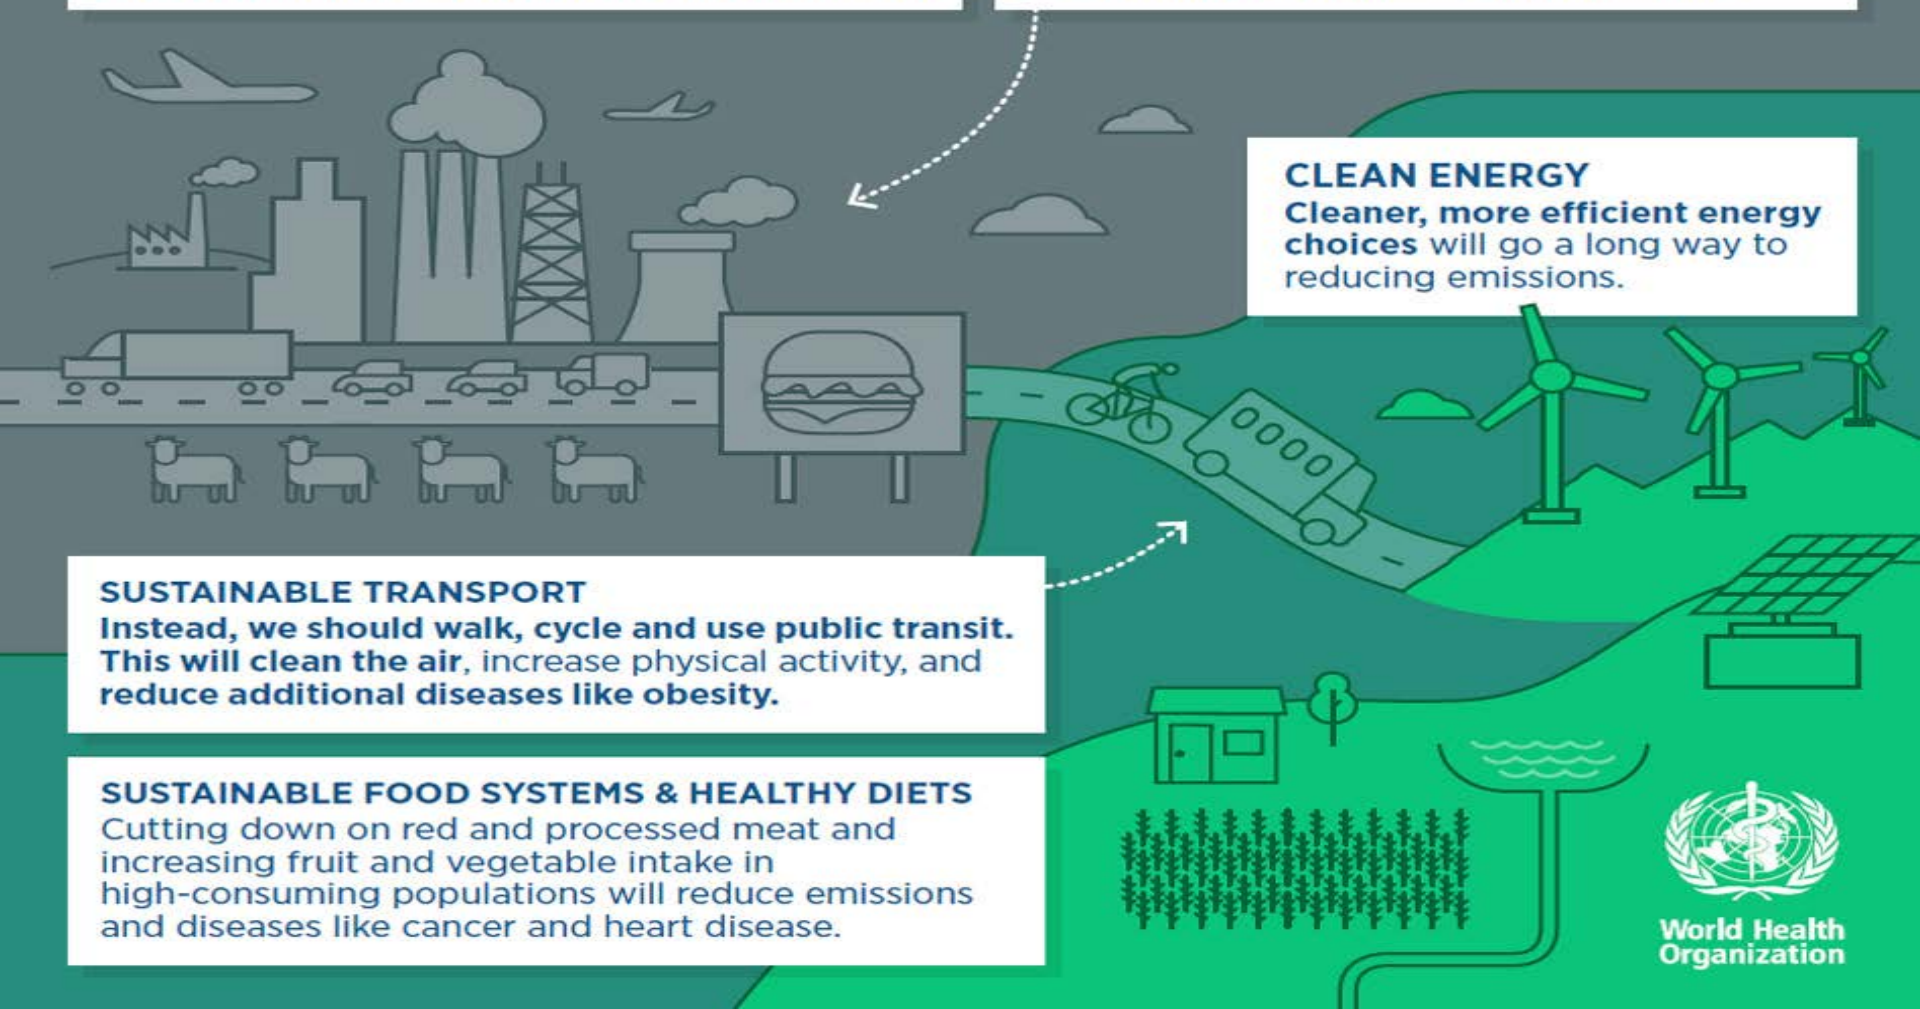 CLEAN ENERGY
Cleaner, more efficient energy
choices will go a long way to
reducing emissions.
SUSTAINABLE TRANSPORT
Instead, we should walk, cycle and use public transit.
This will clean the air, increase physical activity, and
reduce additional diseases like obesity.
SUSTAINABLE FOOD SYSTEMS & HEALTHY DIETS
Cutting down on red and processed meat and
increasing fruit and vegetable intake in
high-consuming populations will reduce emissions
and diseases like cancer and heart disease.
World Health
Organization